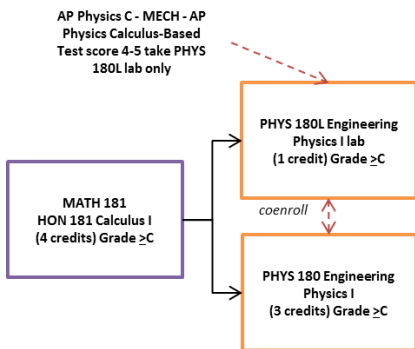 AP Physics C - MECH - AP
Physics Calculus-Based
Test score 4-5 take PHYS
180L lab only
PHYS 180L Engineering
Physics I lab
(1 credit) Grade ≥C
MATH 181
HON 181 Calculus I
(4 credits) Grade ≥C
coenroll
PHYS 180 Engineering
Physics I
(3 credits) Grade ≥C